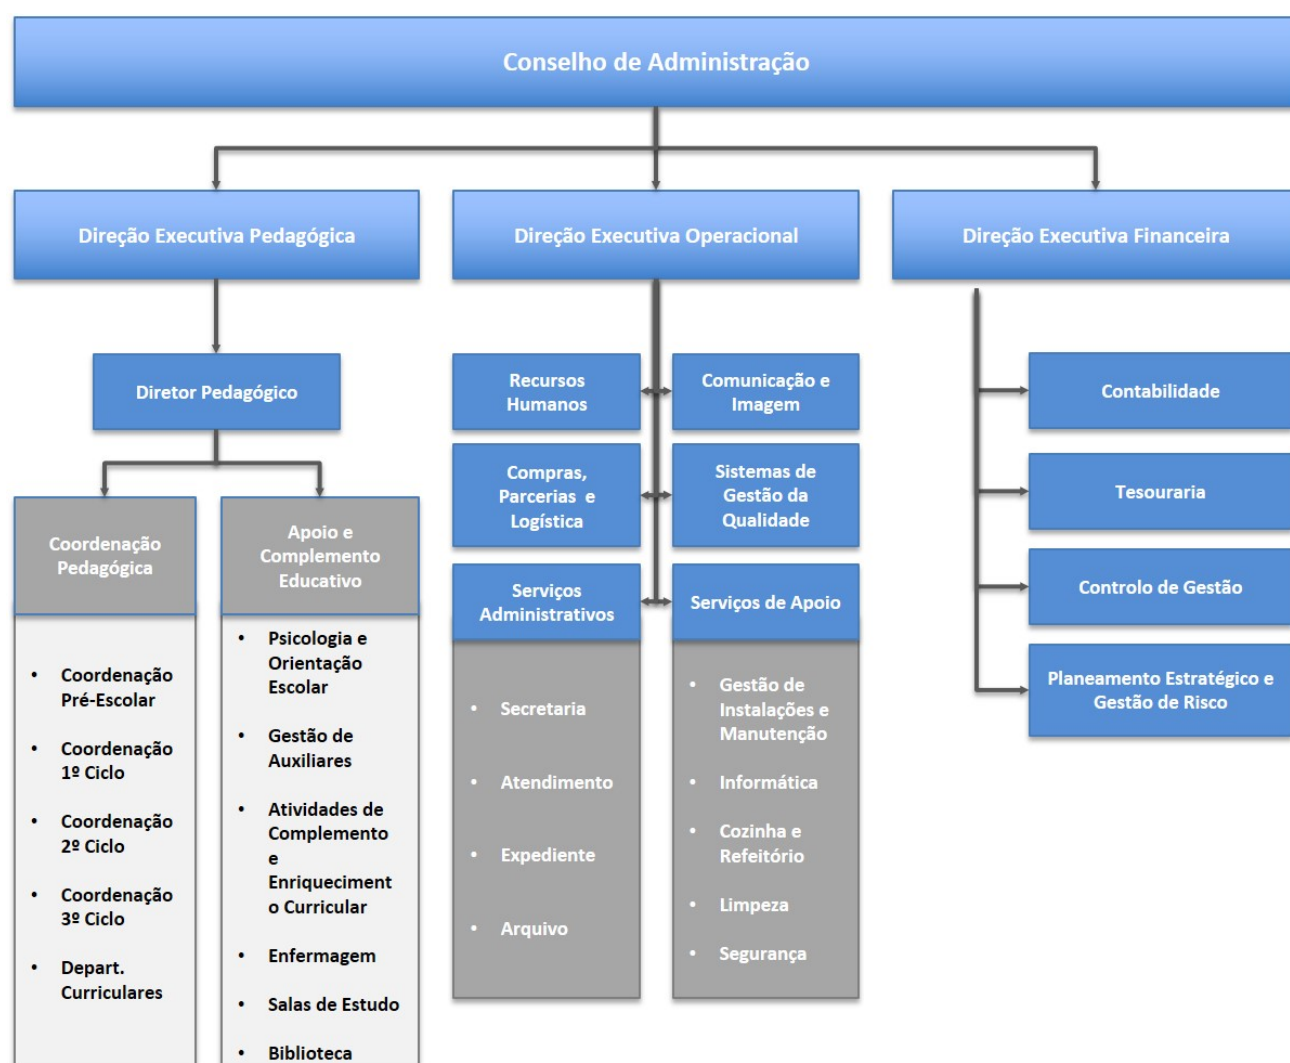 Conselho de Administração
Direção Executiva Pedagógica
Direção Executiva Operacional
Direção Executiva Financeira
Diretor Pedagógico
Coordenação
Pedagógica
• Coordenação
Pré-Escolar
• Coordenação
1º Ciclo
• Coordenação
2º Ciclo
• Coordenação
3º Ciclo
• Depart.
Curriculares
Apoio e
Complemento
Educativo
• Psicologia e
Orientação
Escolar
• Gestão de
Auxiliares
• Atividades de
Complemento
e
Enriqueciment
o Curricular
• Enfermagem
• Salas de Estudo
• Biblioteca
Recursos
Humanos
Comunicação e
Imagem
Compras,
Parcerias e
Logística
Sistemas de
Gestão da
Qualidade
Serviços
Administrativos
• Secretaria
• Atendimento
• Expediente
• Arquivo
Serviços de Apoio
• Gestão de
Instalações e
Manutenção
• Informática
• Cozinha e
Refeitório
• Limpeza
• Segurança
Contabilidade
Tesouraria
Controlo de Gestão
Planeamento Estratégico e
Gestão de Risco